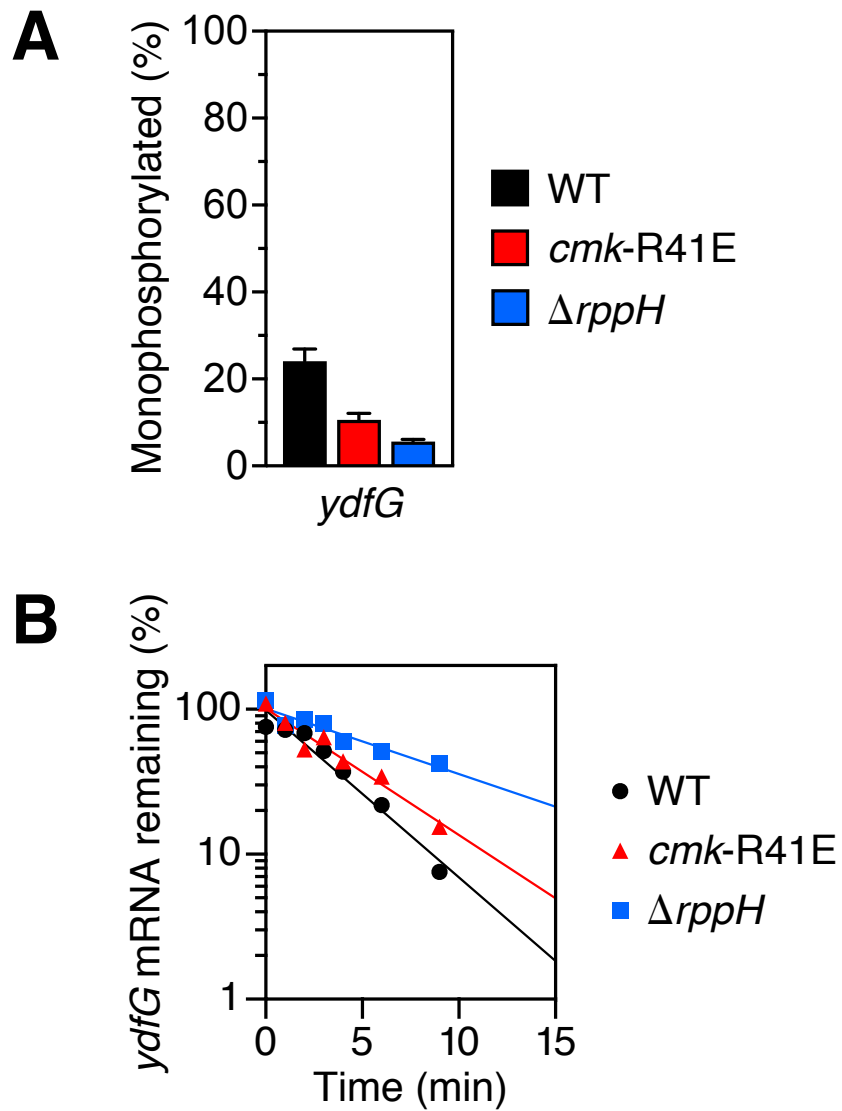 A
Monophosphorylated (%)
100
80
60
40
20
0
ydfG
WT
cmk-R41E
ΔrppH
B
ydfG mRNA remaining (%)
100
10
1
0 5 10 15
Time (min)
WT
cmk-R41E
ΔrppH